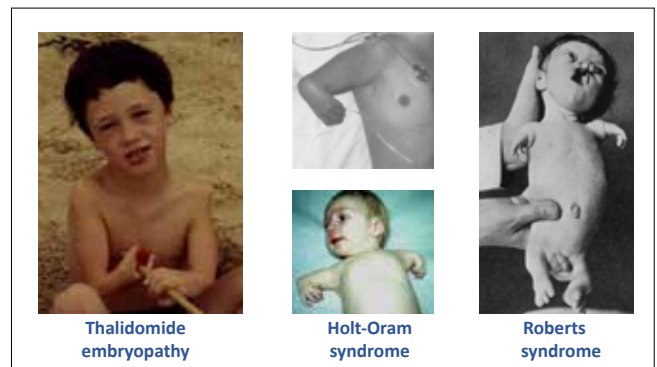 Thalidomide
embryopathy
Holt-Oram
syndrome
Roberts
syndrome